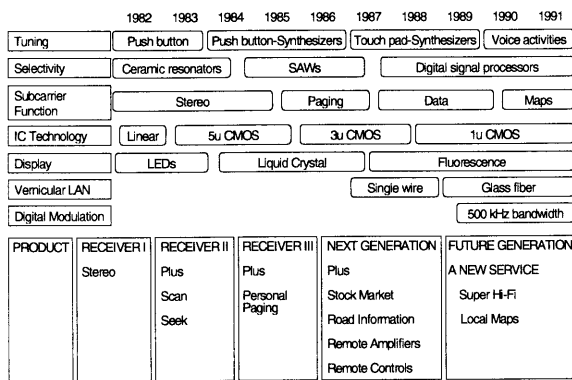 1982 1983 1984 1985 1986 1987 1988 1989 1990 1991
Tuning Push button Push button-Synthesizers Touch pad-Synthesizers Voice activities
Selectivity Ceramic resonators SAWs Digital signal processors
Subcarrier Function Stereo Paging Data Maps
IC Technology Linear 5u CMOS 3u CMOS 1u CMOS
Display LEDs Liquid Crystal Fluorescence
Vernicular LAN Single wire Glass fiber
Digital Modulation 500 kHz bandwidth
PRODUCT RECEIVER I RECEIVER II RECEIVER III NEXT GENERATION FUTURE GENERATION
Stereo Plus Plus Plus A NEW SERVICE
Scan Personal Paging Stock Market Super Hi-Fi
Seek Road Information Local Maps
Remote Amplifiers
Remote Controls